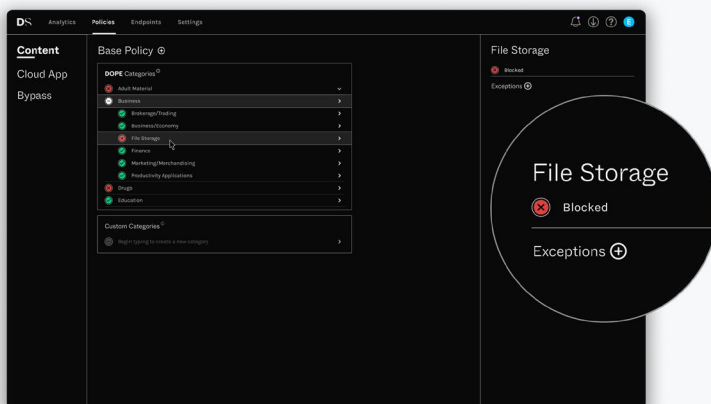 DS Analytics Policies Endpoints Settings E
Content
Cloud App
Bypass
Base Policy
DOPE Categories
Adult Material
Business
Brokerage/Trading
Business/Economy
File Storage
Finance
Marketing/Merchandising
Productivity Applications
Drugs
Education
Custom Categories
Begin typing to create a new category
File Storage
Blocked
Exceptions
File Storage
Blocked
Exceptions